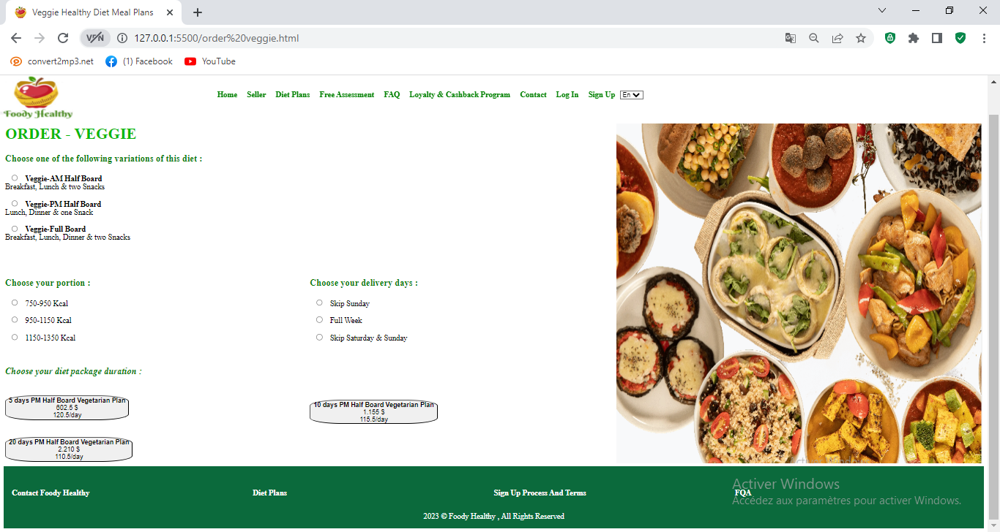 Veggie Healthy Diet Meal Plans
VPN
127.0.0.1:5500/order%20veggie.html
convert2mp3.net (1) Facebook YouTube
Foody Healthy
Home Seller Diet Plans Free Assessment FAQ Loyalty & Cashback Program Contact Log In Sign Up En
ORDER - VEGGIE
Choose one of the following variations of this diet :
Veggie-AM Half Board
Breakfast, Lunch & two Snacks
Veggie-PM Half Board
Lunch, Dinner & one Snack
Veggie-Full Board
Breakfast, Lunch, Dinner & two Snacks
Choose your portion :
750-950 Kcal
950-1150 Kcal
1150-1350 Kcal
Choose your delivery days :
Skip Sunday
Full Week
Skip Saturday & Sunday
Choose your diet package duration :
5 days PM Half Board Vegetarian Plan
602.5 $
120.5/day
10 days PM Half Board Vegetarian Plan
1.155 $
115.5/day
20 days PM Half Board Vegetarian Plan
2.210 $
110.5/day
Contact Foody Healthy Diet Plans Sign Up Process And Terms FQA
2023 © Foody Healthy , All Rights Reserved
Activer Windows
Accédez aux paramètres pour activer Windows.